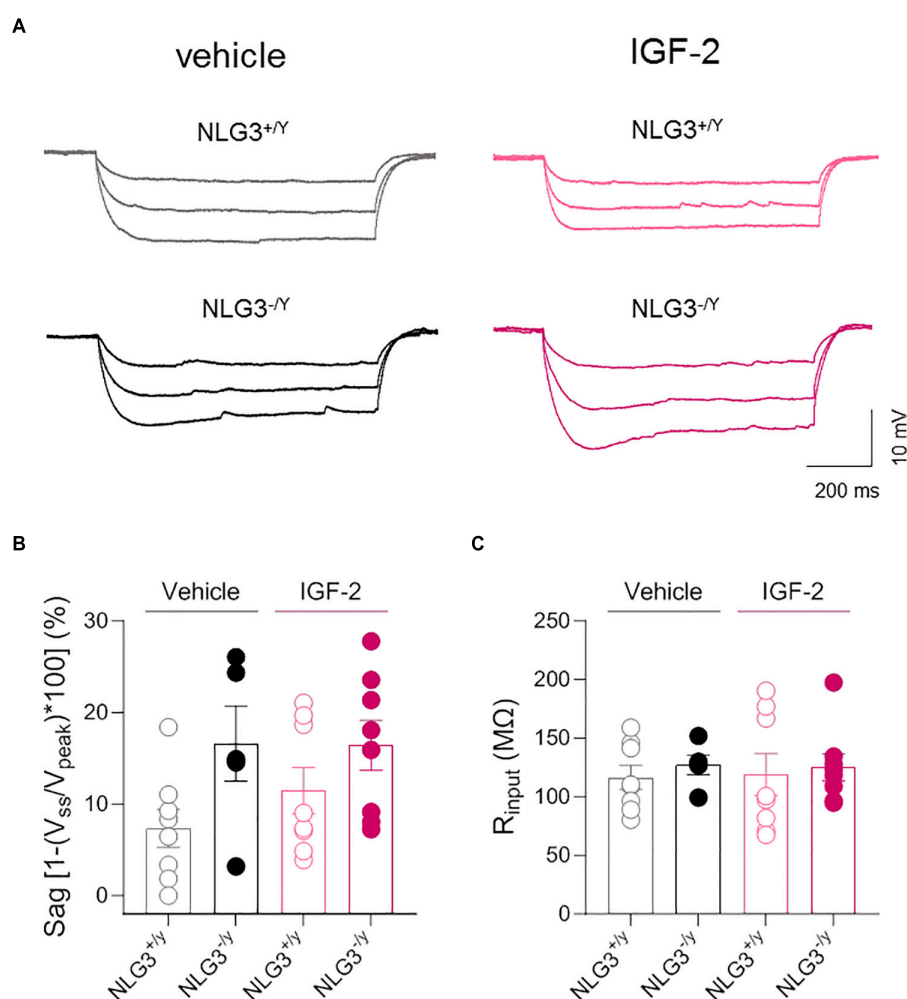 A
vehicle
IGF-2
NLG3+/Y
NLG3+/Y
NLG3-/Y
NLG3-/Y
10 mV
200 ms
B
Vehicle
IGF-2
Sag [1-(Vss/Vpeak)*100] (%)
30
20
10
0
NLG3+/y
NLG3-/y
NLG3+/y
NLG3-/y
C
Vehicle
IGF-2
Rinput (MΩ)
250
200
150
100
50
0
NLG3+/y
NLG3-/y
NLG3+/y
NLG3-/y